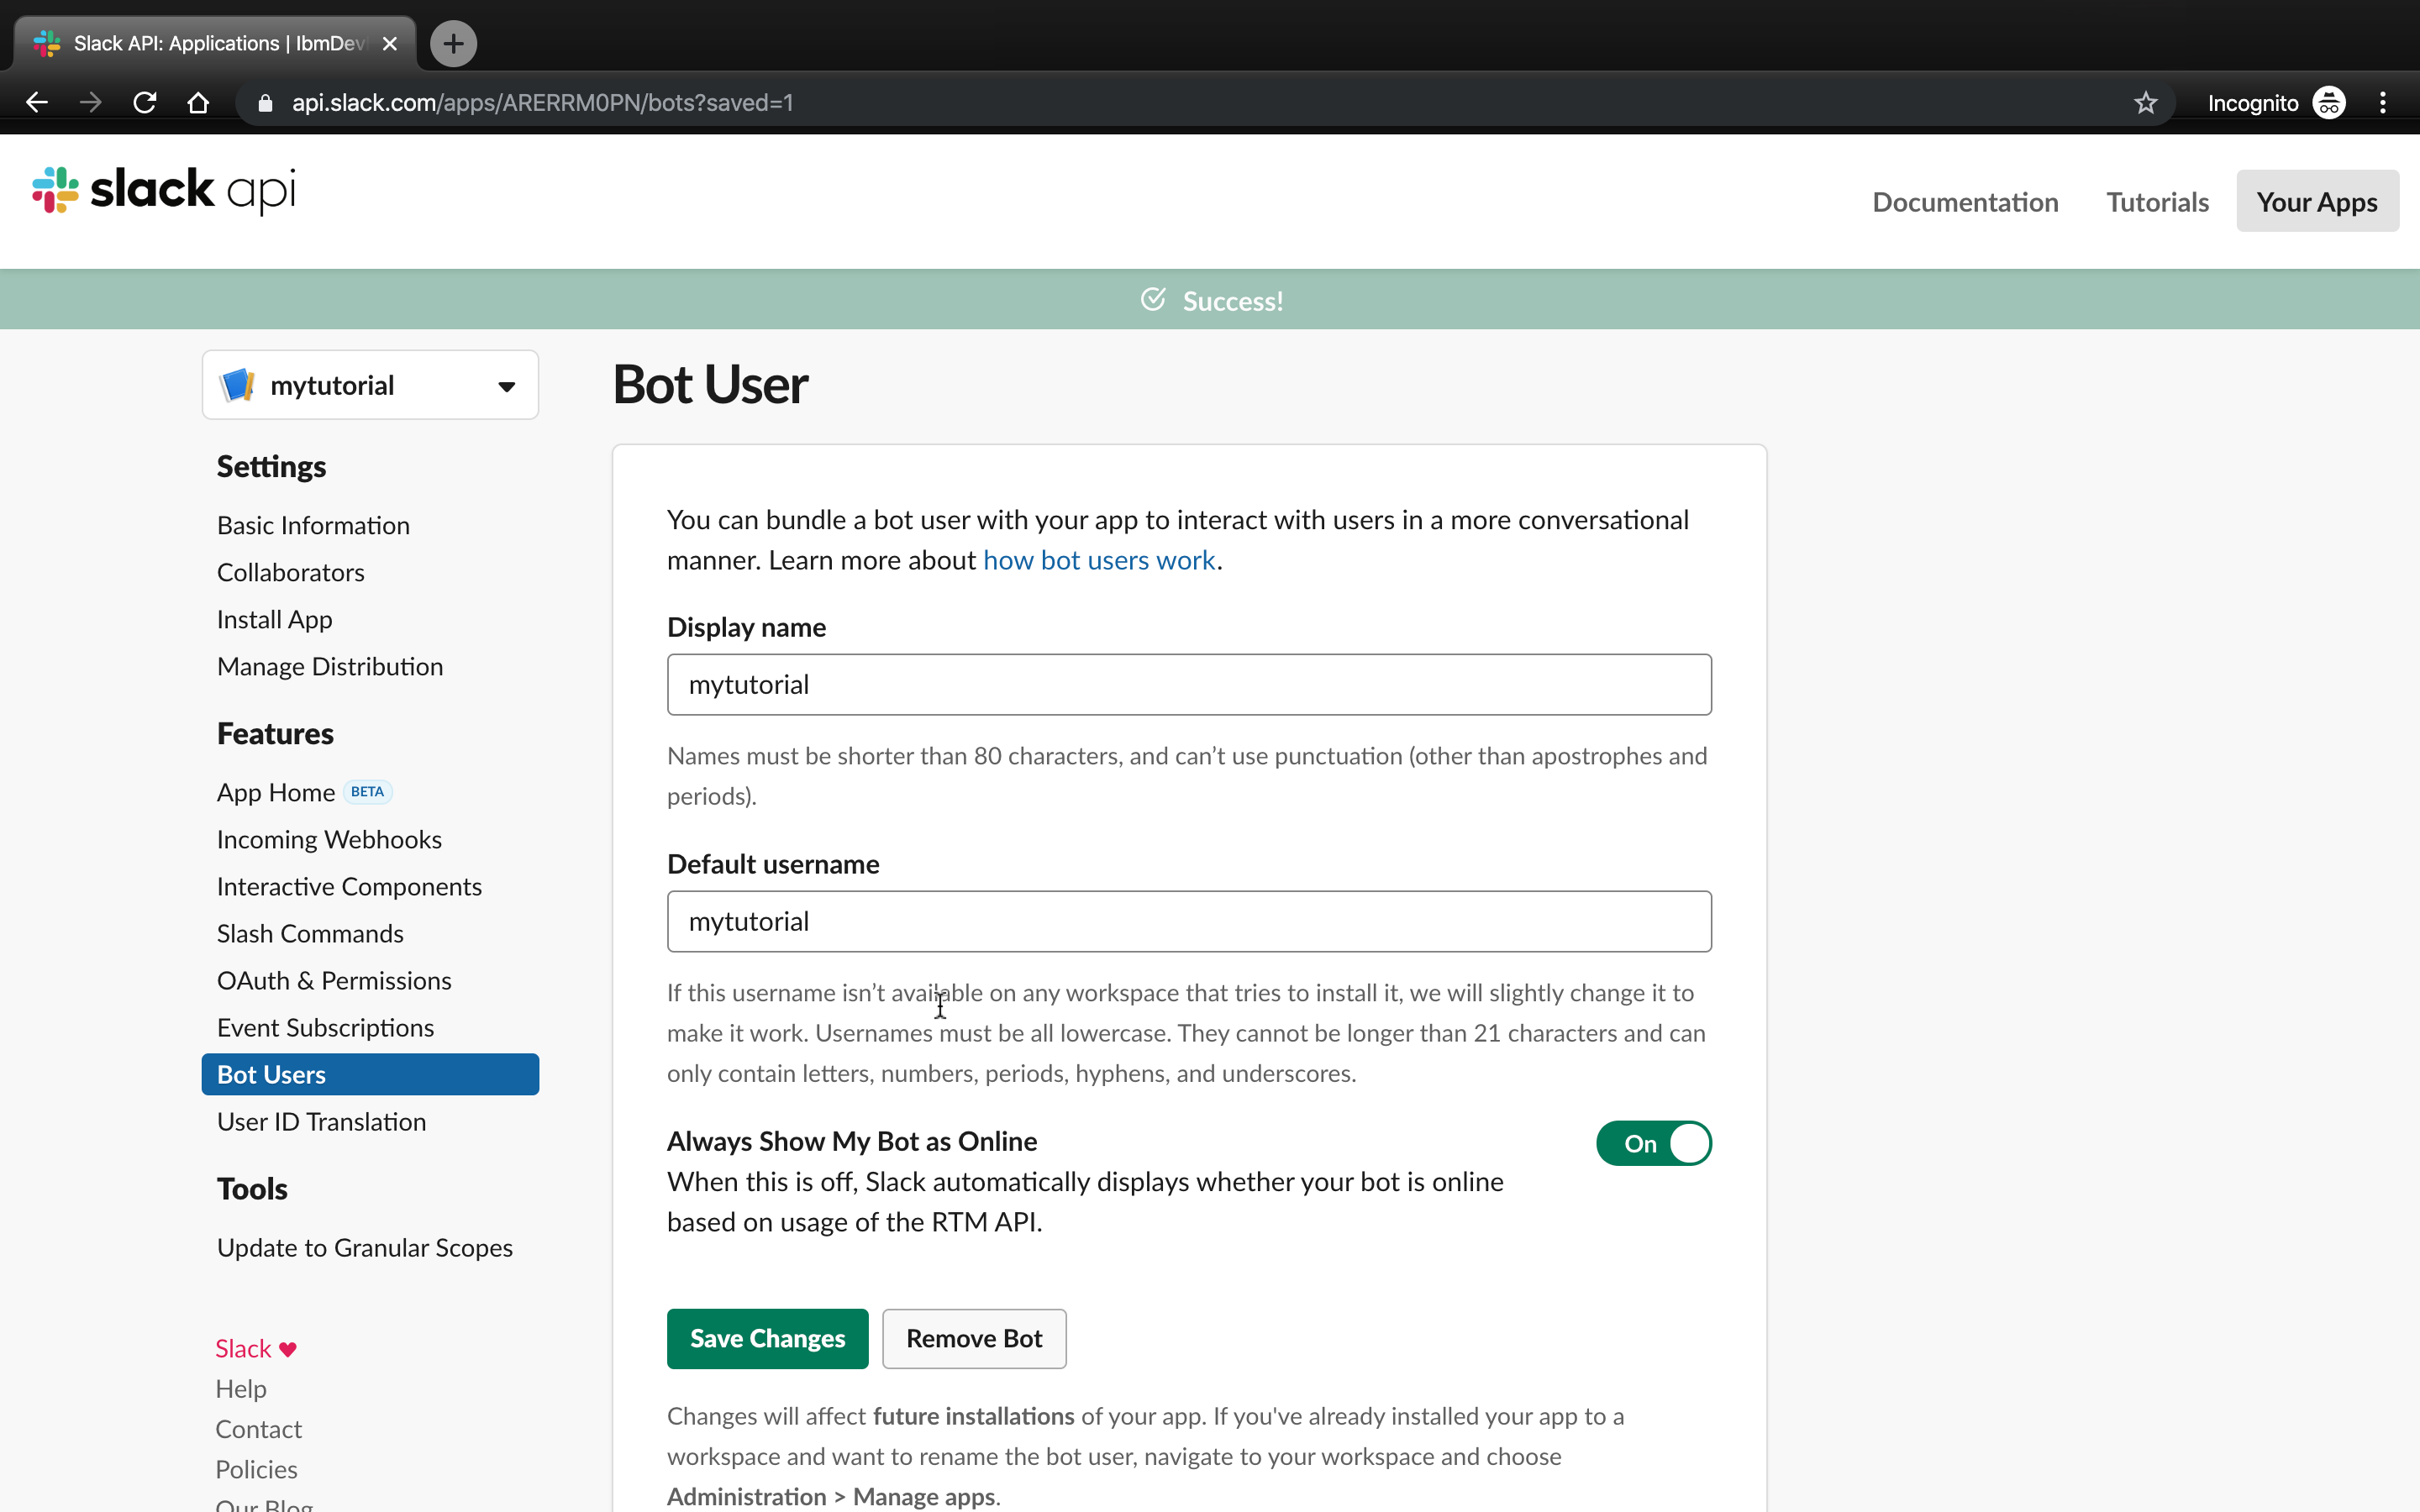 Slack API: Applications | IbmDev
api.slack.com/apps/ARERRM0PN/bots?saved=1
Incognito
slack api
Documentation
Tutorials
Your Apps
Success!
mytutorial
Settings
Basic Information
Collaborators
Install App
Manage Distribution
Features
App Home BETA
Incoming Webhooks
Interactive Components
Slash Commands
OAuth & Permissions
Event Subscriptions
Bot Users
User ID Translation
Tools
Update to Granular Scopes
Slack
Help
Contact
Policies
Our Blog
Bot User
You can bundle a bot user with your app to interact with users in a more conversational
manner. Learn more about how bot users work.
Display name
mytutorial
Names must be shorter than 80 characters, and can’t use punctuation (other than apostrophes and
periods).
Default username
mytutorial
If this username isn’t available on any workspace that tries to install it, we will slightly change it to
make it work. Usernames must be all lowercase. They cannot be longer than 21 characters and can
only contain letters, numbers, periods, hyphens, and underscores.
Always Show My Bot as Online
On
When this is off, Slack automatically displays whether your bot is online
based on usage of the RTM API.
Save Changes
Remove Bot
Changes will affect future installations of your app. If you've already installed your app to a
workspace and want to rename the bot user, navigate to your workspace and choose
Administration > Manage apps.